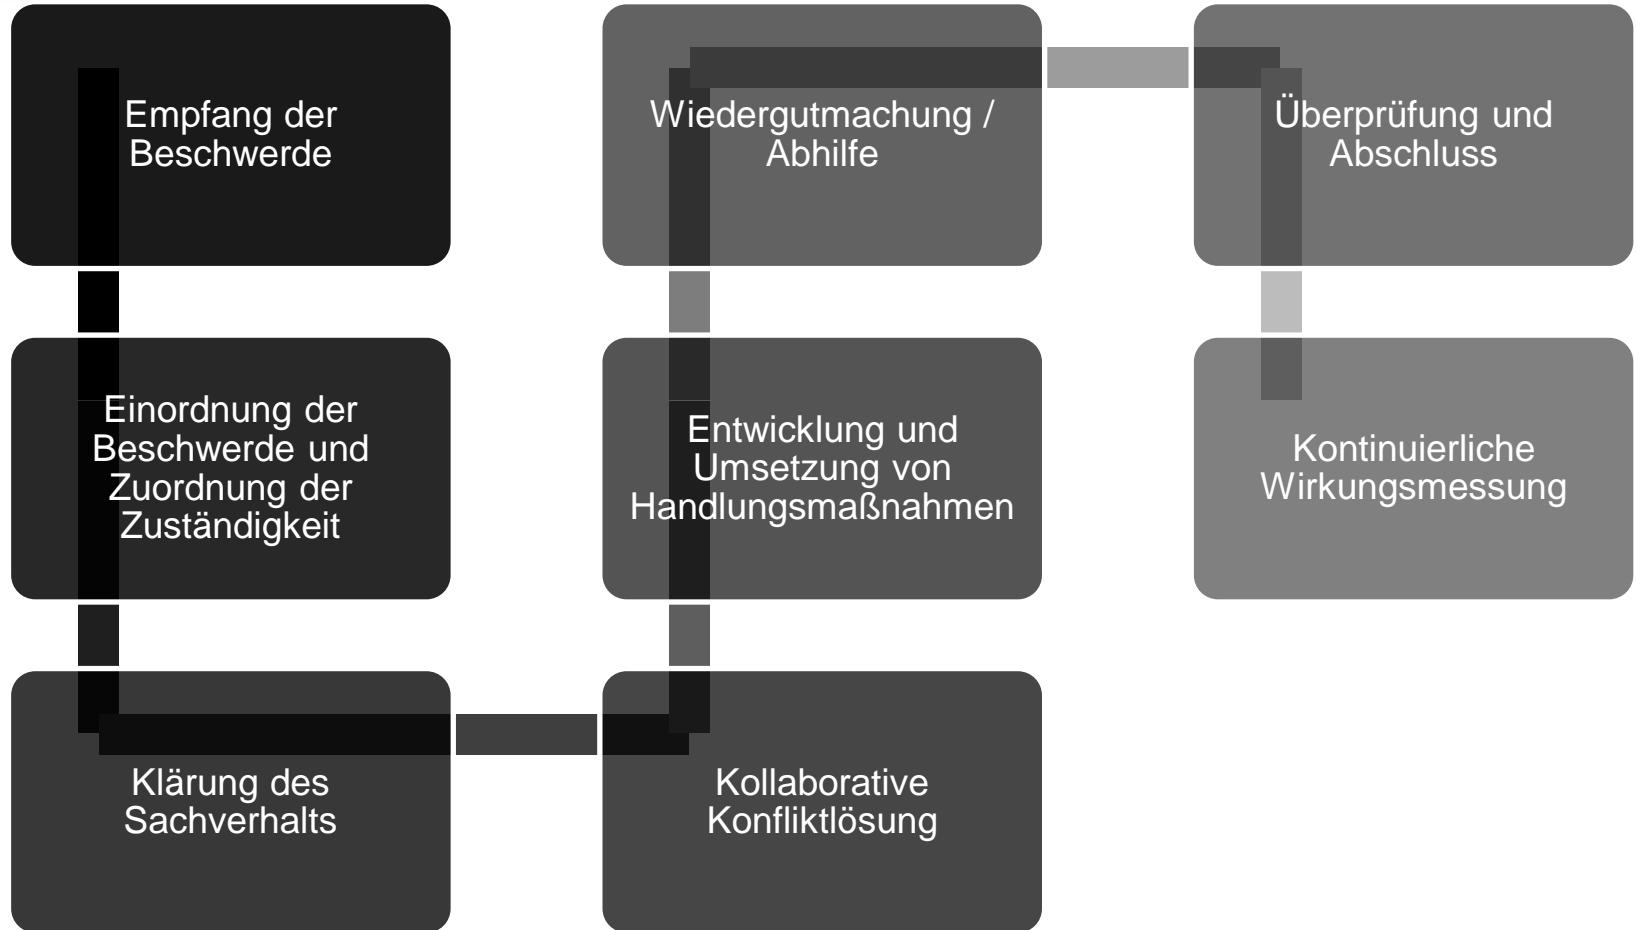 Empfang der
Beschwerde
Einordnung der
Beschwerde und
Zuordnung der
Zuständigkeit
Klärung des
Sachverhalts
Kollaborative
Konfliktlösung
Entwicklung und
Umsetzung von
Handlungsmaßnahmen
Wiedergutmachung /
Abhilfe
Überprüfung und
Abschluss
Kontinuierliche
Wirkungsmessung